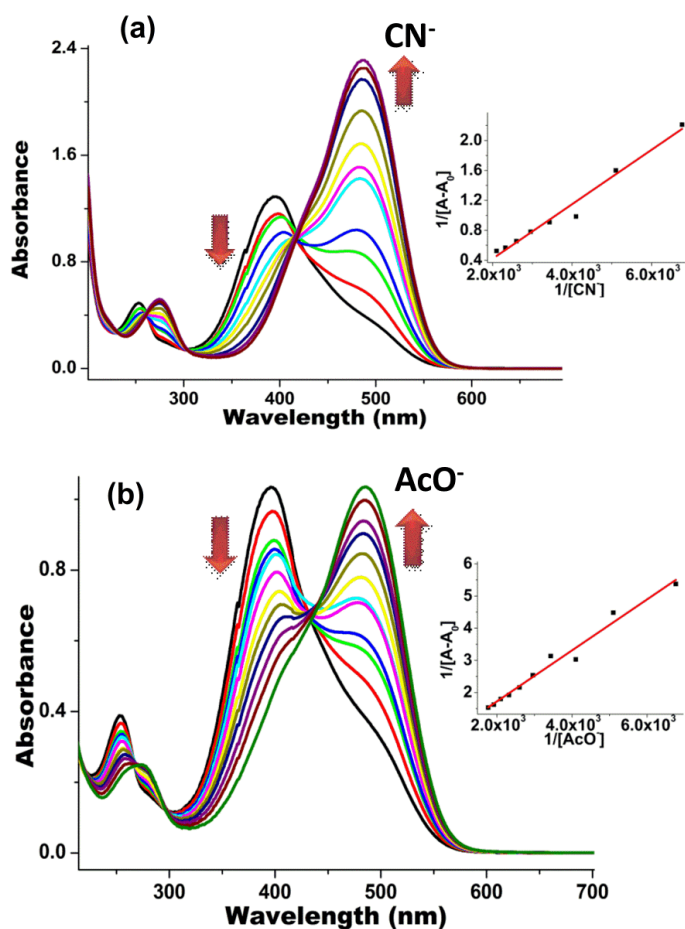 (a)
CN-
2.4
1.8
1.2
0.6
0.0
Absorbance
300
400
500
600
Wavelength (nm)
2.0
1.6
1.2
0.8
0.4
1/[A-A0]
2.0x10³
4.0x10³
6.0x10³
1/[CN-]
(b)
AcO-
0.8
0.4
0.0
Absorbance
300
400
500
600
700
Wavelength (nm)
6
5
4
3
2
1/[A-A0]
2.0x10³
4.0x10³
6.0x10³
1/[AcO-]